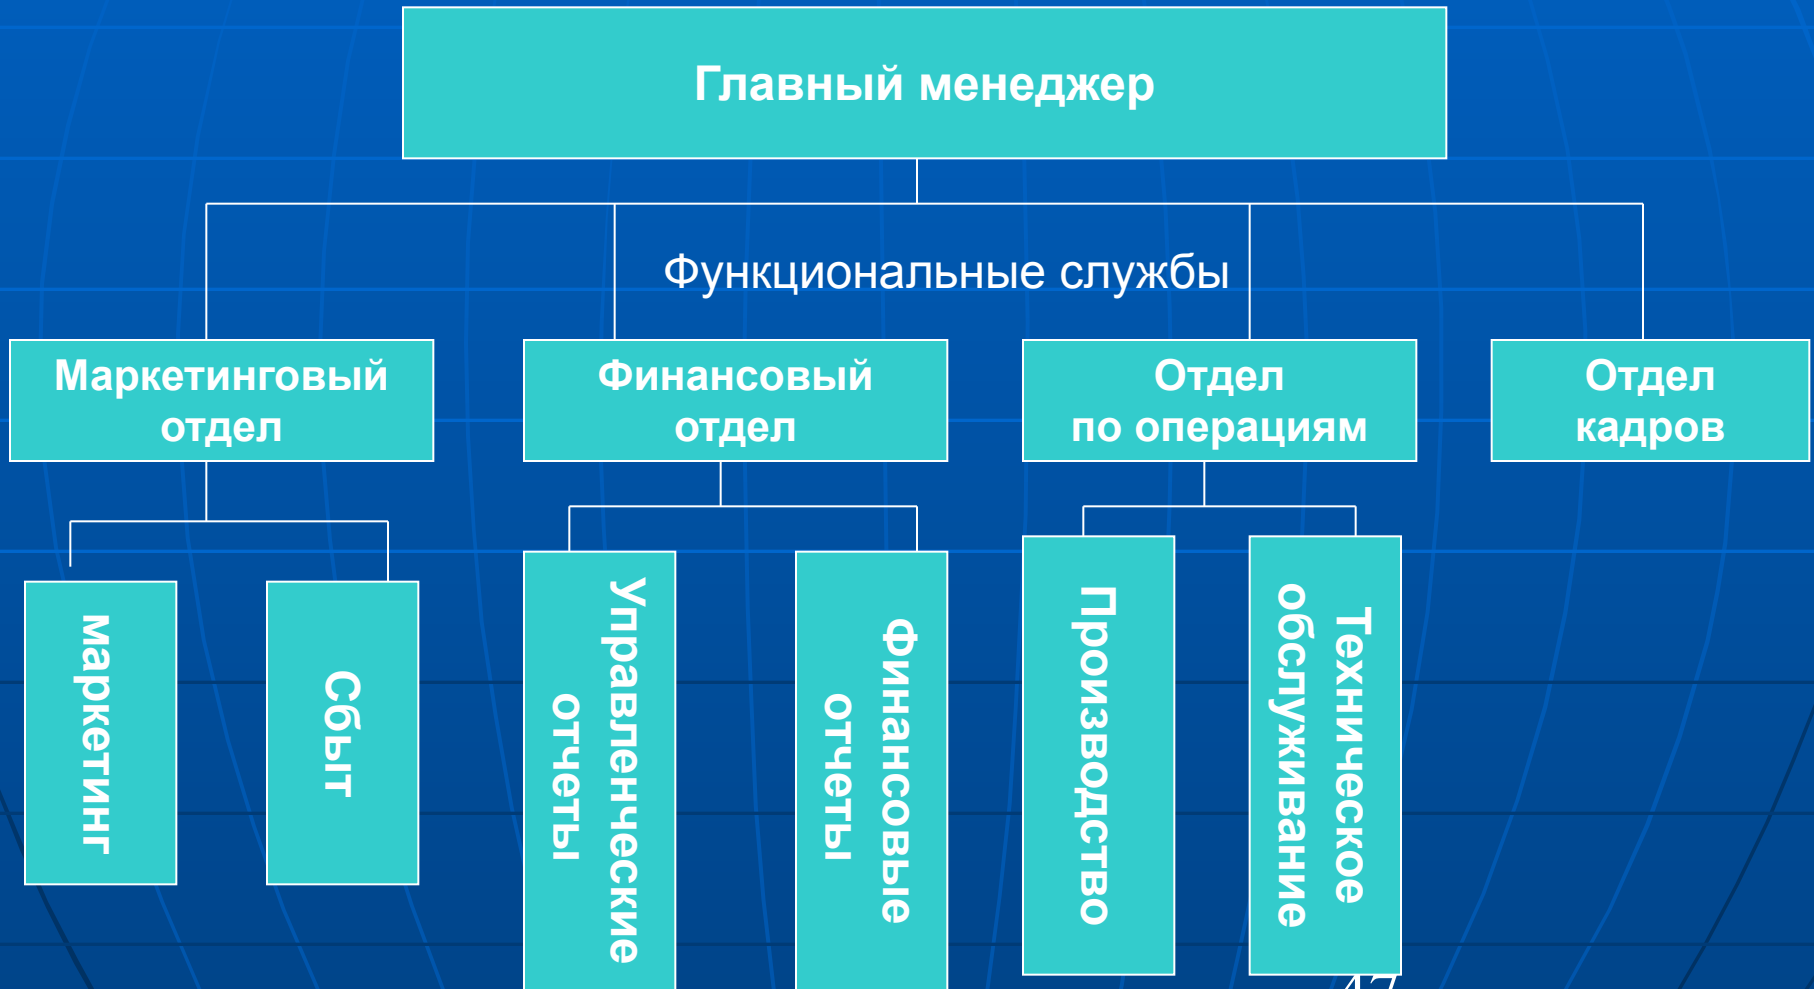 Главный менеджер
Функциональные службы
Маркетинговый
отдел
Финансовый
отдел
Отдел
по операциям
Отдел
кадров
маркетинг
Сбыт
Управленческие
отчеты
Финансовые
отчеты
Производство
Техническое
обслуживание
47